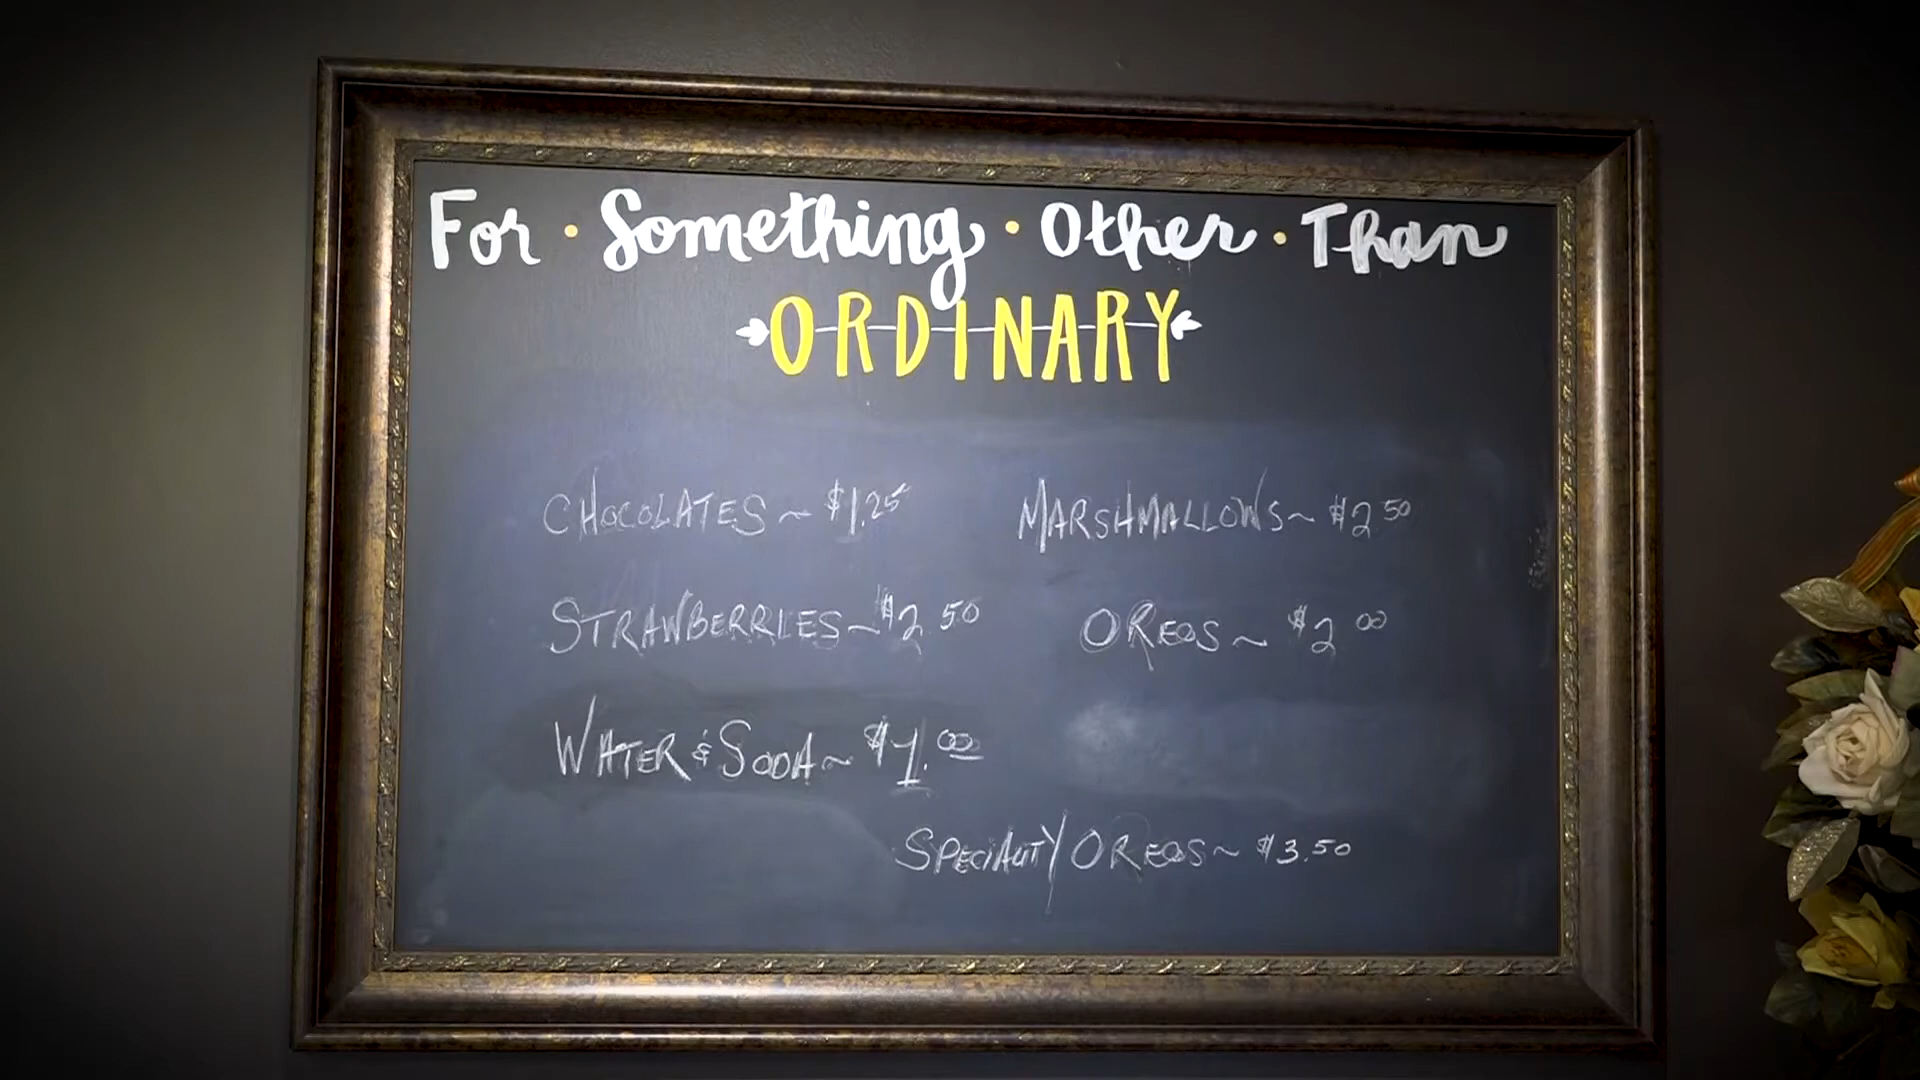 For · Something · Other · Than
ORDINARY
CHOCOLATES ~ $1.25
MARSHMALLOWS ~ $2 50
STRAWBERRIES ~ $2 50
OREOS ~ $2 00
WATER & SODA ~ $1.00
SPECIALTY OREOS ~ $3.50